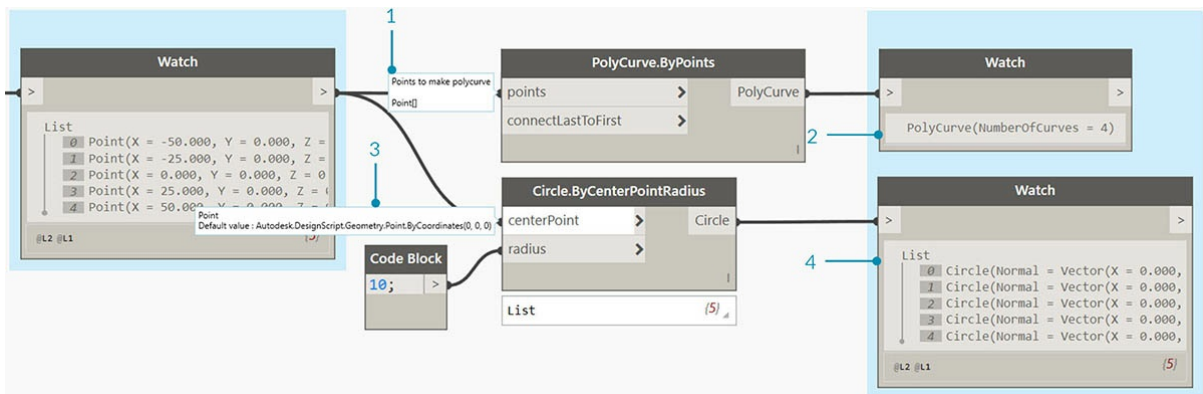 1
Watch
>
>
List
0 Point(X = -50.000, Y = 0.000, Z =
1 Point(X = -25.000, Y = 0.000, Z =
2 Point(X = 0.000, Y = 0.000, Z = 0
3 Point(X = 25.000, Y = 0.000, Z =
4 Point(X = 50.000, Y = 0.000, Z =
@L2 @L1
{5}
Points to make polycurve
Point[]
PolyCurve.ByPoints
points >
PolyCurve
connectLastToFirst >
l
Watch
>
>
2
PolyCurve(NumberOfCurves = 4)
3
Point
Default value : Autodesk.DesignScript.Geometry.Point.ByCoordinates(0, 0, 0)
Circle.ByCenterPointRadius
centerPoint >
Circle
radius >
l
List
{5}
Code Block
10; >
Watch
>
>
4
List
0 Circle(Normal = Vector(X = 0.000,
1 Circle(Normal = Vector(X = 0.000,
2 Circle(Normal = Vector(X = 0.000,
3 Circle(Normal = Vector(X = 0.000,
4 Circle(Normal = Vector(X = 0.000,
@L2 @L1
{5}